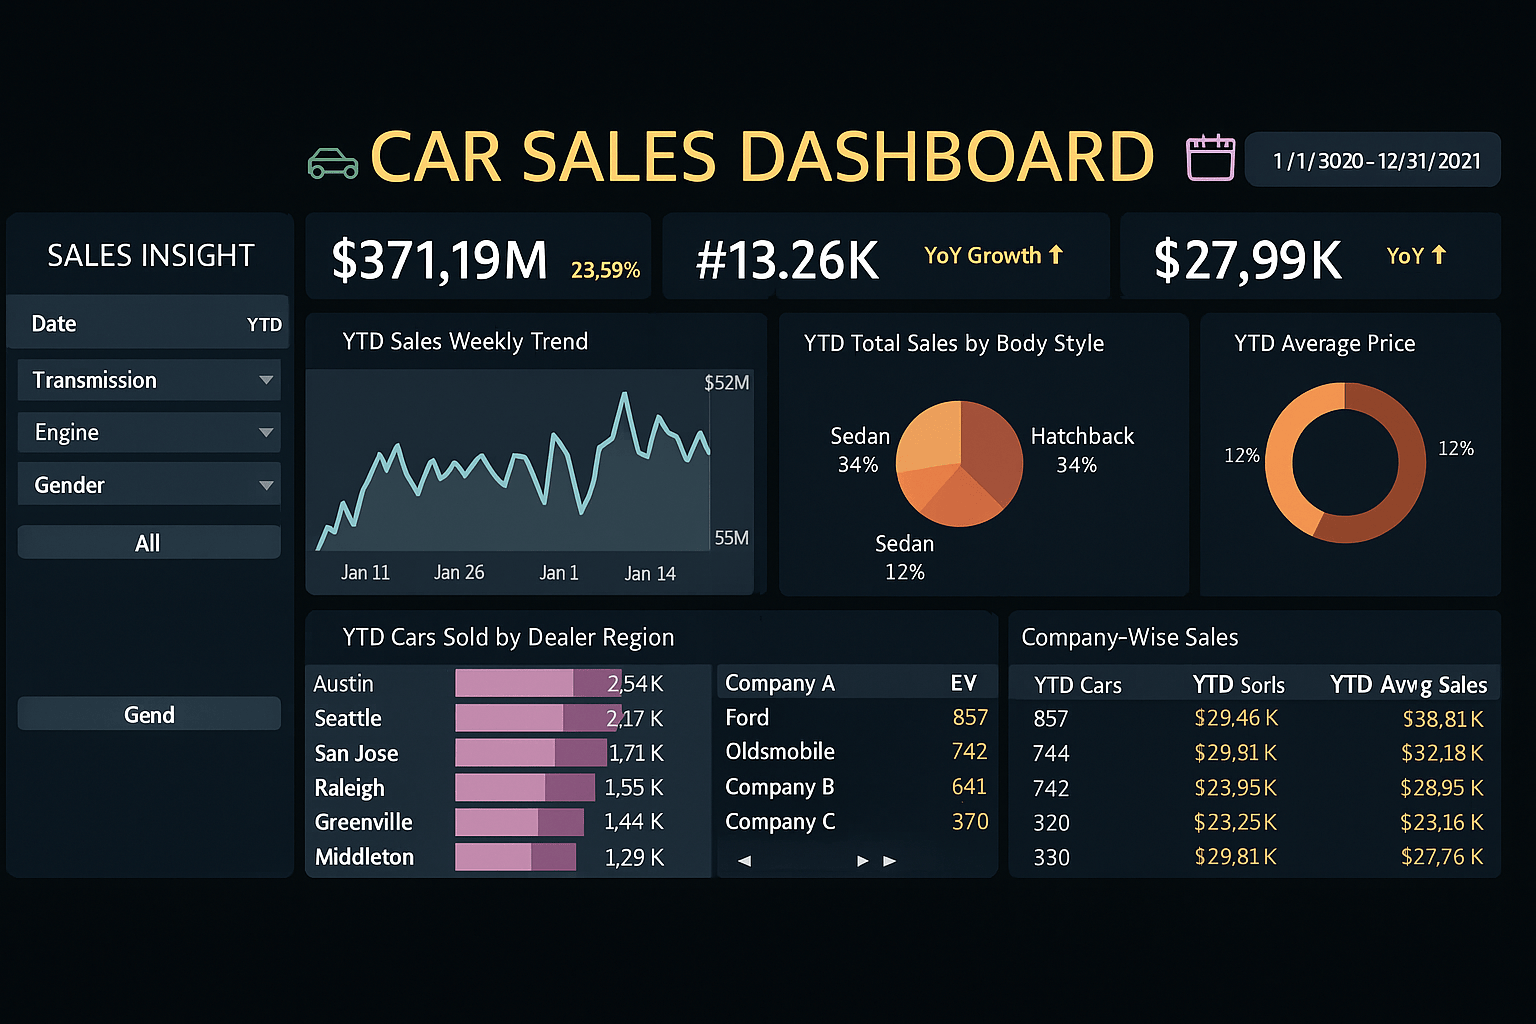 CAR SALES DASHBOARD
1/1/3020-12/31/2021
SALES INSIGHT
Date YTD
Transmission
Engine
Gender
All
Gend
$371,19M 23,59%
#13.26K YoY Growth ↑
$27,99K YoY ↑
YTD Sales Weekly Trend
$52M
55M
Jan 11 Jan 26 Jan 1 Jan 14
YTD Total Sales by Body Style
Sedan
34%
Hatchback
34%
Sedan
12%
YTD Average Price
12%
12%
YTD Cars Sold by Dealer Region
Austin 2,54K
Seattle 2,17 K
San Jose 1,71 K
Raleigh 1,55 K
Greenville 1,44 K
Middleton 1,29 K
Company A EV
Ford 857
Oldsmobile 742
Company B 641
Company C 370
Company-Wise Sales
YTD Cars YTD Sorls YTD Avvg Sales
857 $29,46 K $38,81K
744 $29,91 K $32,18 K
742 $23,95K $28,95 K
320 $23,25K $23,16 K
330 $29,81K $27,76 K